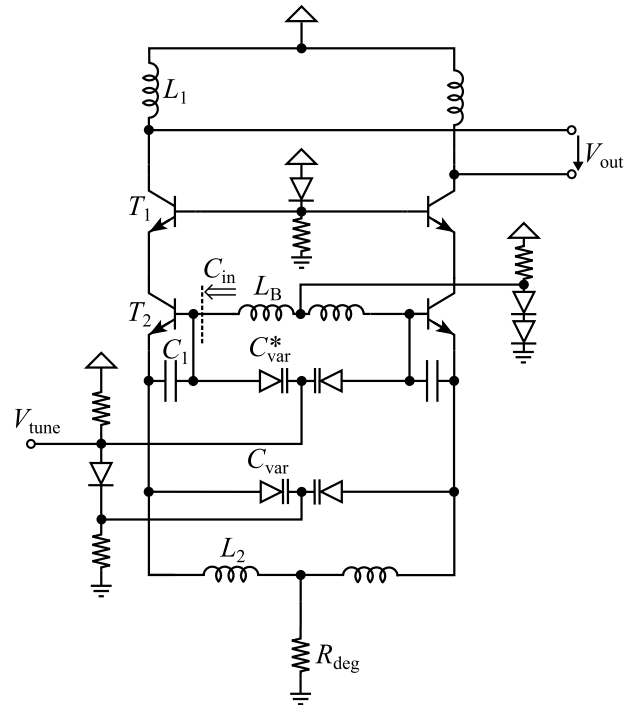 L1
Vout
T1
Cin
LB
T2
C1
C*var
Vtune
Cvar
L2
Rdeg